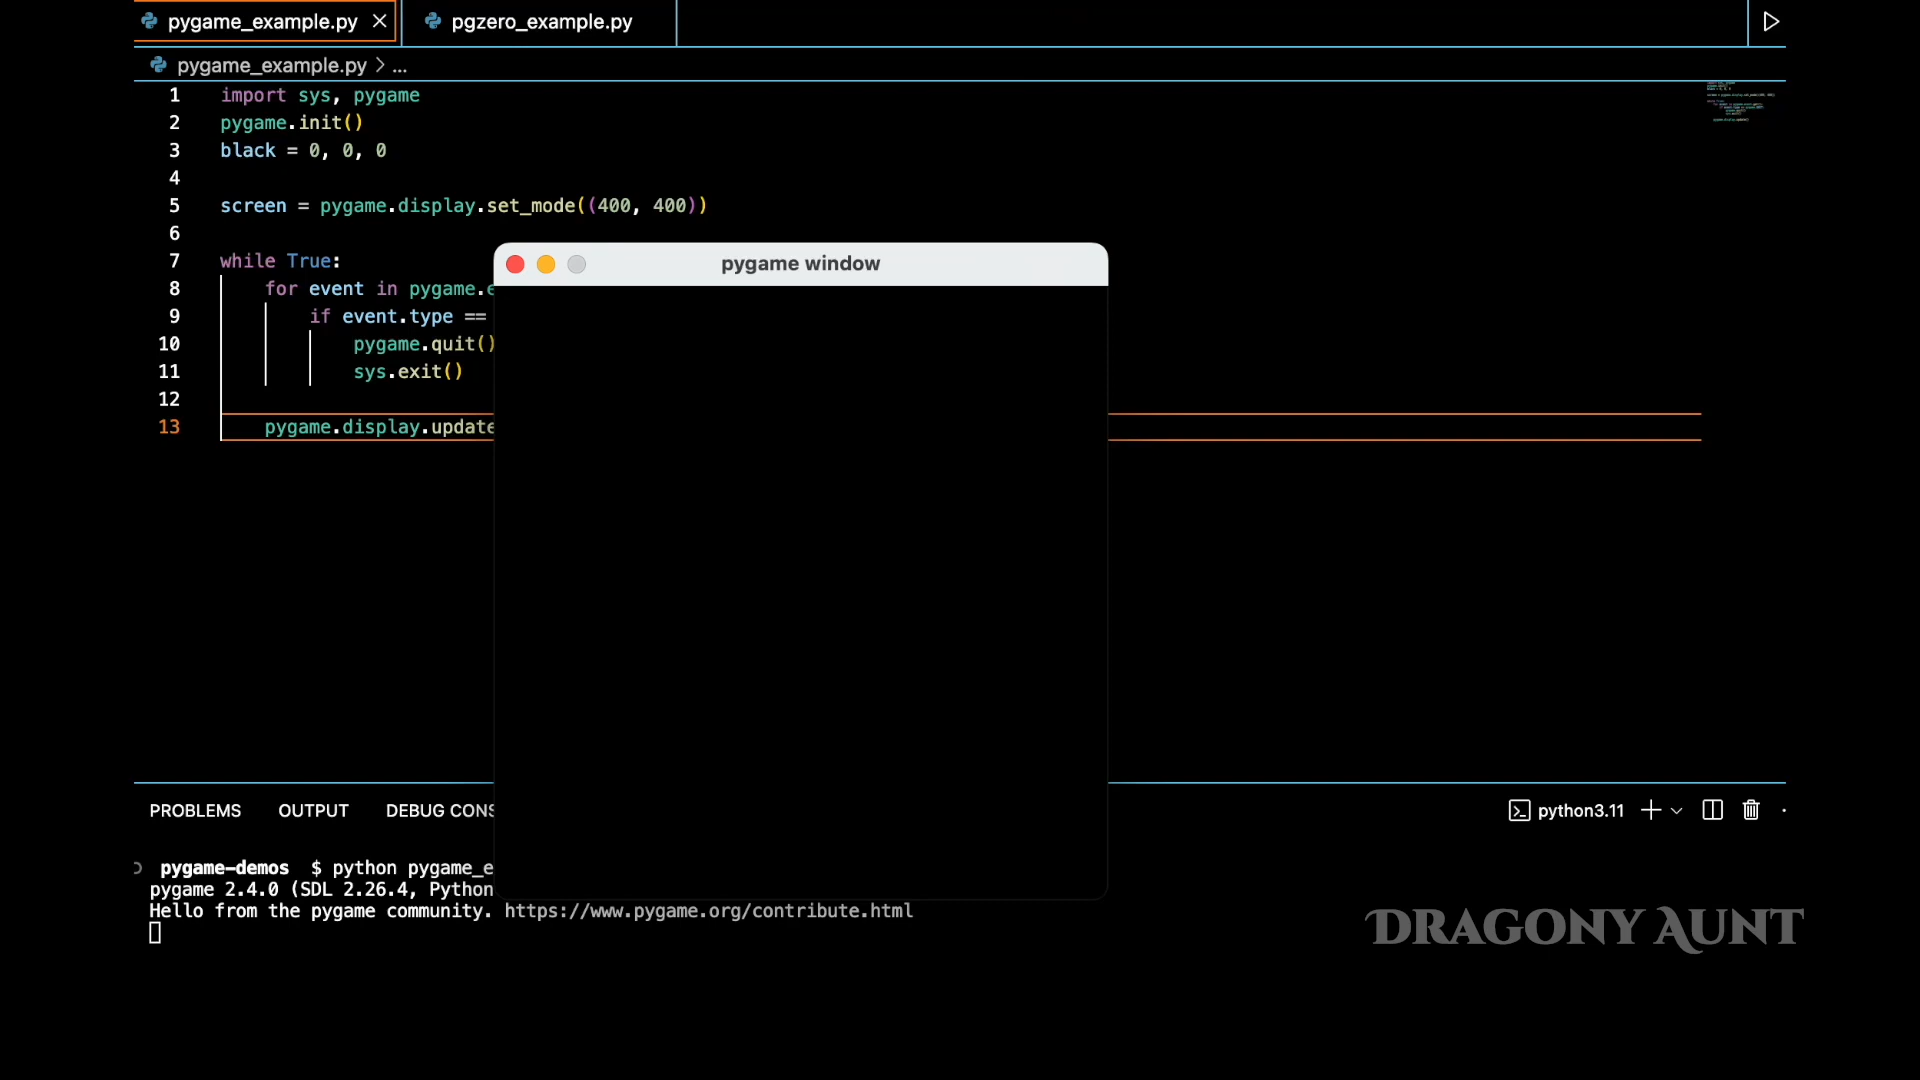 pygame_example.py
pgzero_example.py
pygame_example.py > ...
1 import sys, pygame
2 pygame.init()
3 black = 0, 0, 0
4
5 screen = pygame.display.set_mode((400, 400))
6
7 while True:
8 for event in pygame.e
9 if event.type ==
10 pygame.quit()
11 sys.exit()
12
13 pygame.display.update
pygame window
PROBLEMS OUTPUT DEBUG CONS
python3.11
pygame-demos $ python pygame_e
pygame 2.4.0 (SDL 2.26.4, Python
Hello from the pygame community. https://www.pygame.org/contribute.html
DRAGONY AUNT